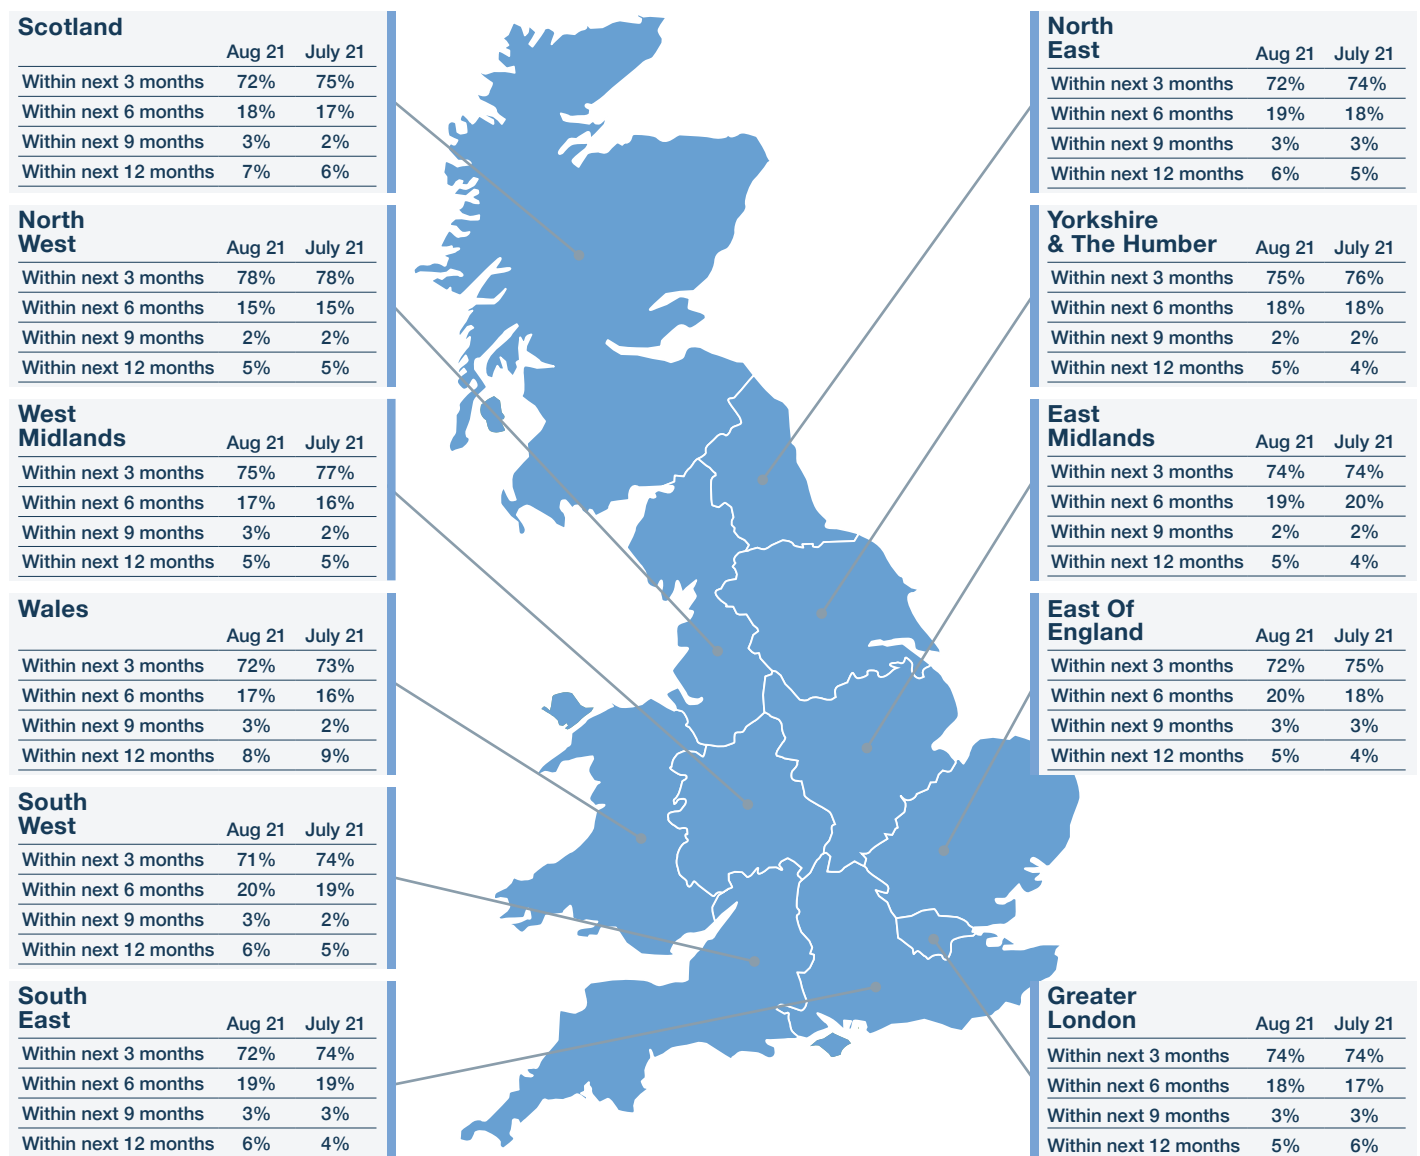 Scotland
Aug 21 July 21
Within next 3 months 72% 75%
Within next 6 months 18% 17%
Within next 9 months 3% 2%
Within next 12 months 7% 6%
North
West
Aug 21 July 21
Within next 3 months 78% 78%
Within next 6 months 15% 15%
Within next 9 months 2% 2%
Within next 12 months 5% 5%
West
Midlands
Aug 21 July 21
Within next 3 months 75% 77%
Within next 6 months 17% 16%
Within next 9 months 3% 2%
Within next 12 months 5% 5%
Wales
Aug 21 July 21
Within next 3 months 72% 73%
Within next 6 months 17% 16%
Within next 9 months 3% 2%
Within next 12 months 8% 9%
South
West
Aug 21 July 21
Within next 3 months 71% 74%
Within next 6 months 20% 19%
Within next 9 months 3% 2%
Within next 12 months 6% 5%
South
East
Aug 21 July 21
Within next 3 months 72% 74%
Within next 6 months 19% 19%
Within next 9 months 3% 3%
Within next 12 months 6% 4%
North
East
Aug 21 July 21
Within next 3 months 72% 74%
Within next 6 months 19% 18%
Within next 9 months 3% 3%
Within next 12 months 6% 5%
Yorkshire
& The Humber
Aug 21 July 21
Within next 3 months 75% 76%
Within next 6 months 18% 18%
Within next 9 months 2% 2%
Within next 12 months 5% 4%
East
Midlands
Aug 21 July 21
Within next 3 months 74% 74%
Within next 6 months 19% 20%
Within next 9 months 2% 2%
Within next 12 months 5% 4%
East Of
England
Aug 21 July 21
Within next 3 months 72% 75%
Within next 6 months 20% 18%
Within next 9 months 3% 3%
Within next 12 months 5% 4%
Greater
London
Aug 21 July 21
Within next 3 months 74% 74%
Within next 6 months 18% 17%
Within next 9 months 3% 3%
Within next 12 months 5% 6%